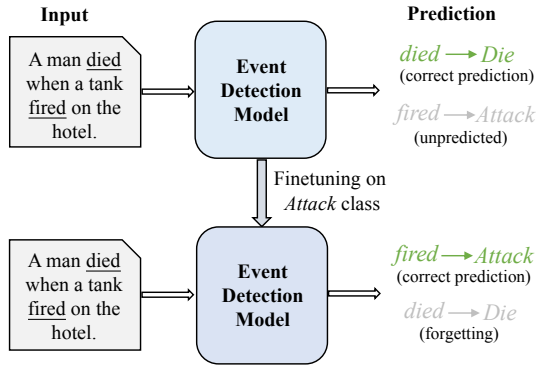 Input
Prediction
A man died
when a tank
fired on the
hotel.
Event
Detection
Model
died → Die
(correct prediction)
fired → Attack
(unpredicted)
Finetuning on
Attack class
A man died
when a tank
fired on the
hotel.
Event
Detection
Model
fired → Attack
(correct prediction)
died → Die
(forgetting)